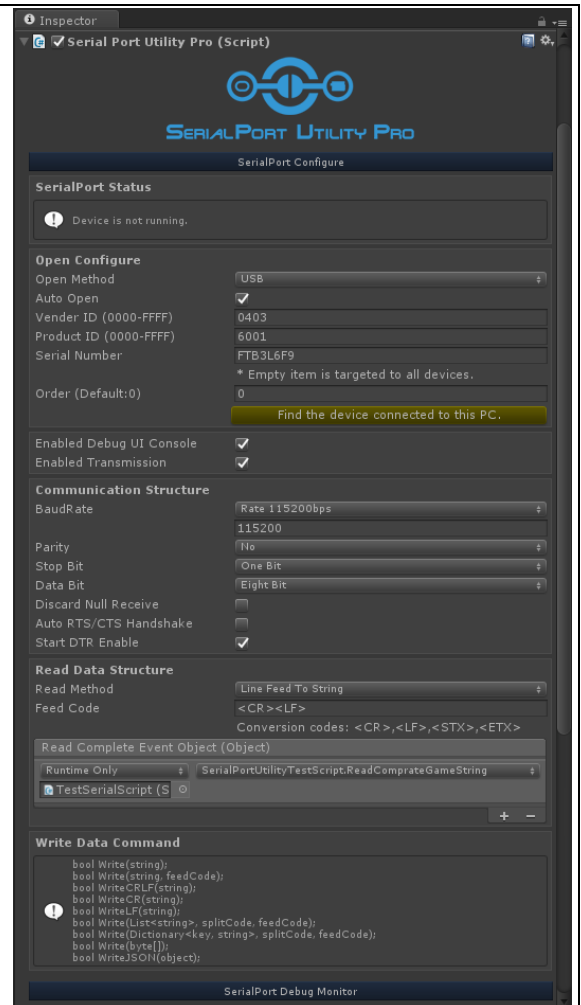 Inspector
Serial Port Utility Pro (Script)
SERIALPORT UTILITY PRO
SerialPort Configure
SerialPort Status
Device is not running.
Open Configure
Open Method USB
Auto Open
Vender ID (0000-FFFF) 0403
Product ID (0000-FFFF) 6001
Serial Number FTB3L6F9
* Empty item is targeted to all devices.
Order (Default:0) 0
Find the device connected to this PC.
Enabled Debug UI Console
Enabled Transmission
Communication Structure
BaudRate Rate 115200bps
115200
Parity No
Stop Bit One Bit
Data Bit Eight Bit
Discard Null Receive
Auto RTS/CTS Handshake
Start DTR Enable
Read Data Structure
Read Method Line Feed To String
Feed Code <CR><LF>
Conversion codes: <CR>,<LF>,<STX>,<ETX>
Read Complete Event Object (Object)
Runtime Only SerialPortUtilityTestScript.ReadComprateGameString
TestSerialScript (S
Write Data Command
bool Write(string);
bool Write(string, feedCode);
bool WriteCRLF(string);
bool WriteCR(string);
bool WriteLF(string);
bool Write(List<string>, splitCode, feedCode);
bool Write(Dictionary<key, string>, splitCode, feedCode);
bool Write(byte[]);
bool WriteJSON(object);
SerialPort Debug Monitor